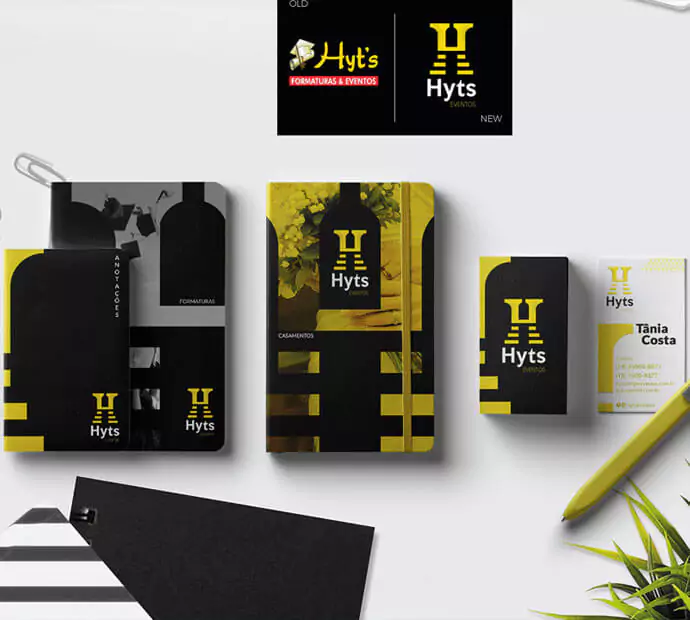 OLD
Hyt's
FORMATURAS & EVENTOS
Hyts
EVENTOS
NEW
ANOTAÇÕES
FORMATURAS
Hyts
Hyts
Hyts
EVENTOS
CASAMENTOS
Hyts
EVENTOS
Hyts
Tânia
Costa